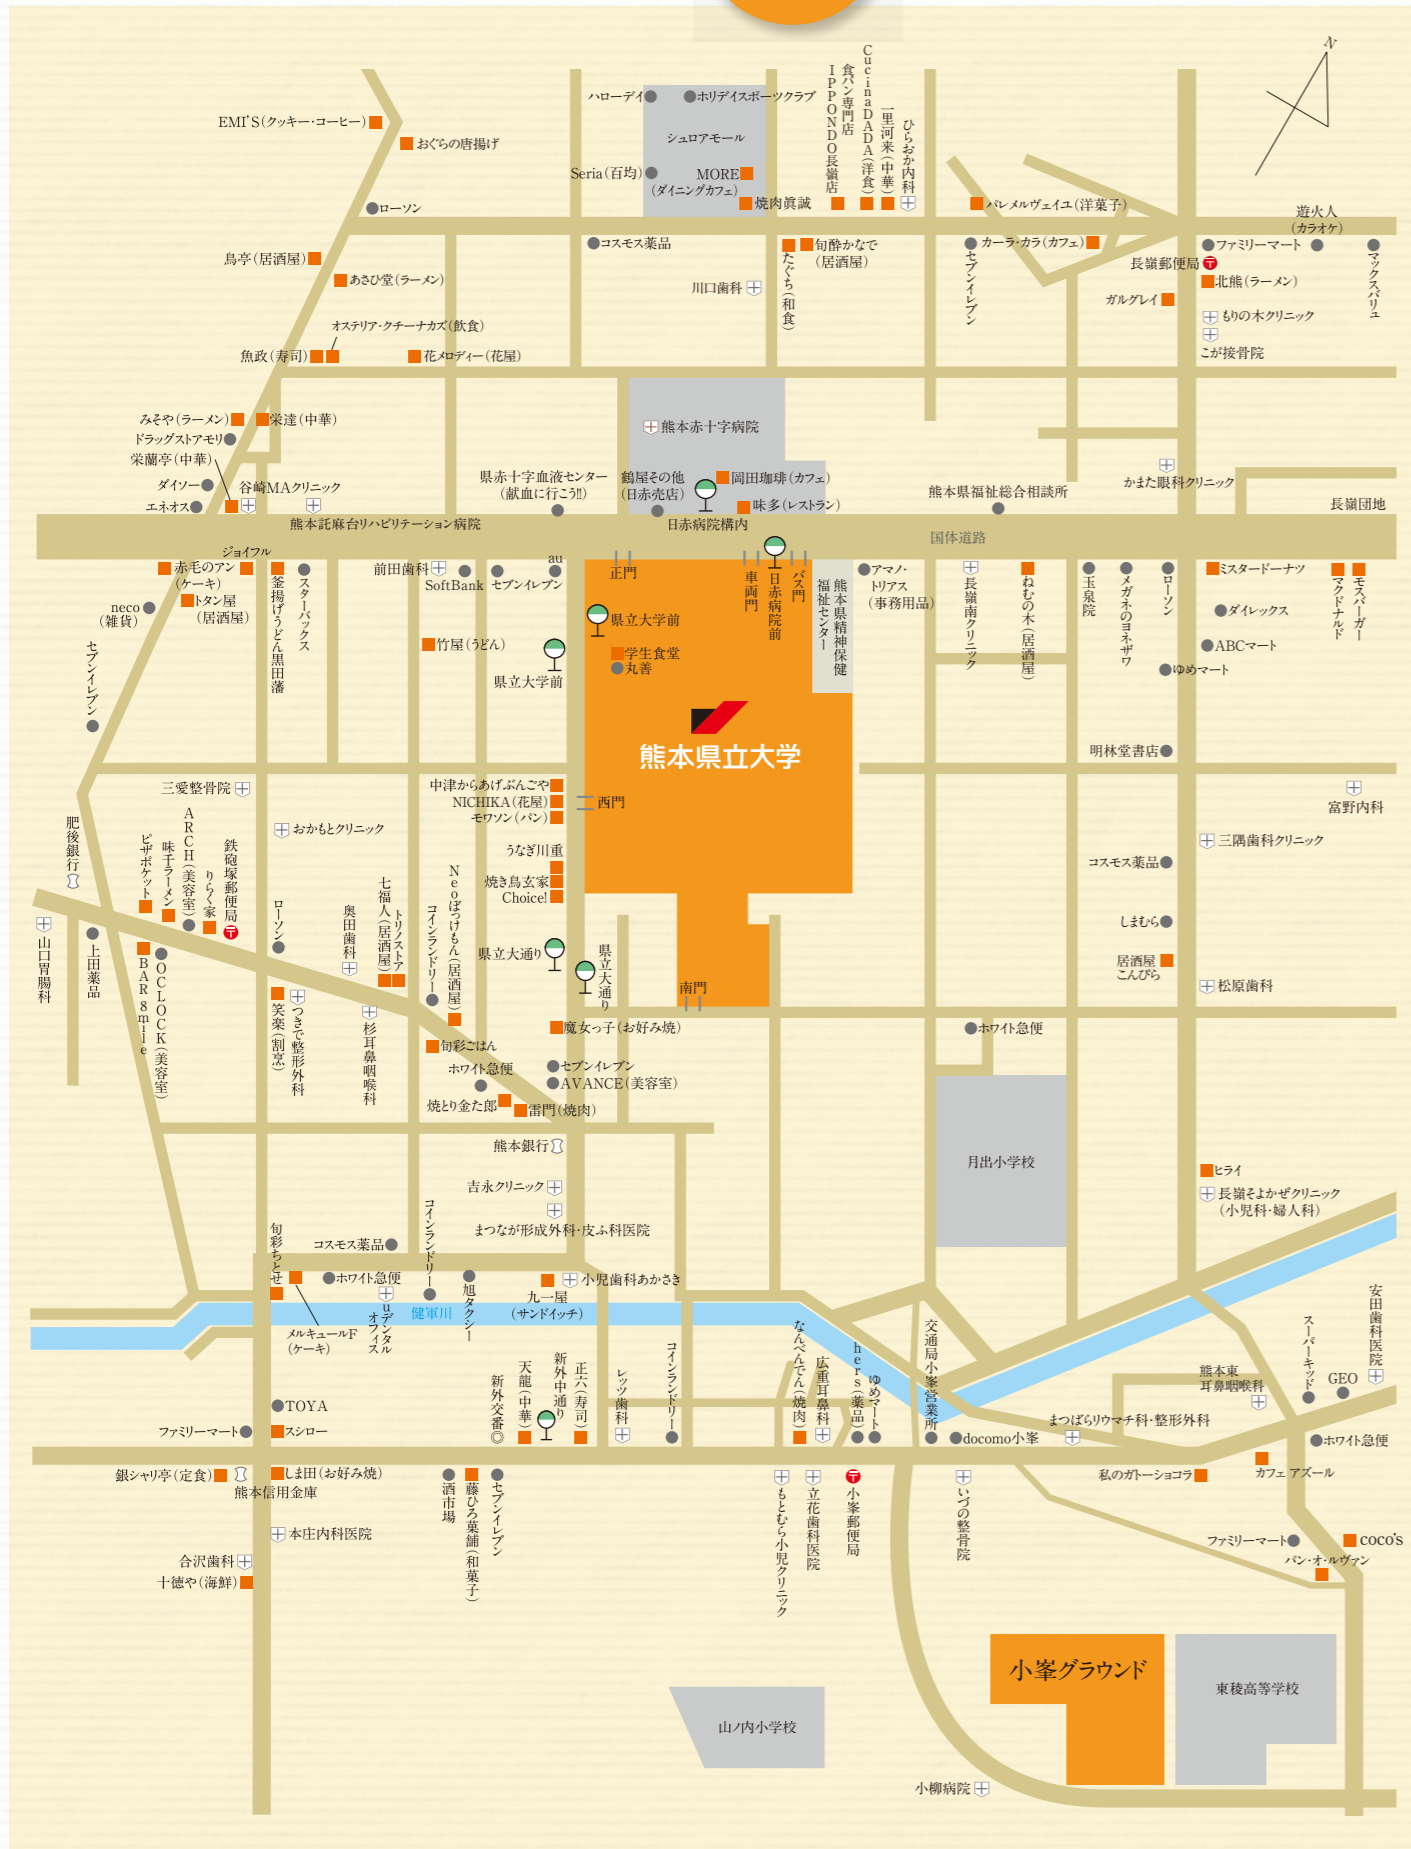 N
EMI'S（クッキー・コーヒー）
おぐらの唐揚げ
ローソン
ハローデイ
ホリデイスポーツクラブ
シュロアモール
Seria（百均）
MORE
（ダイニングカフェ）
焼肉眞誠
食パン専門店
IPPONDO長嶺店
CucinaDADA（洋食）
一里河来（中華）
ひらおか内科
バレメルヴェイユ（洋菓子）
遊火人
（カラオケ）
コスモス薬品
たぐち（和食）
旬酔かなで
（居酒屋）
セブンイレブン
カーラ・カラ（カフェ）
ファミリーマート
長嶺郵便局
マックスバリュ
北熊（ラーメン）
ガルグレイ
もりの木クリニック
こが接骨院
鳥亭（居酒屋）
あさひ堂（ラーメン）
川口歯科
オステリア・クチーナカズ（飲食）
魚政（寿司）
花メロディー（花屋）
みそや（ラーメン）
栄達（中華）
ドラッグストアモリ
栄蘭亭（中華）
ダイソー
エネオス
谷崎MAクリニック
熊本託麻台リハビリテーション病院
県赤十字血液センター
（献血に行こう!!）
鶴屋その他
（日赤売店）
熊本赤十字病院
岡田珈琲（カフェ）
味多（レストラン）
日赤病院構内
熊本県福祉総合相談所
かまた眼科クリニック
長嶺団地
国体道路
ジョイフル
赤毛のアン
（ケーキ）
トタン屋
（居酒屋）
neco
（雑貨）
セブンイレブン
釜揚げうどん黒田藩
スターバックス
前田歯科
SoftBank
セブンイレブン
au
竹屋（うどん）
県立大学前
正門
県立大学前
学生食堂
丸善
車両門
日赤病院前
バス門
熊本県精神保健
福祉センター
アマノ・
トリアス
（事務用品）
長嶺南クリニック
ねむの木（居酒屋）
玉泉院
メガネのヨネザワ
ローソン
ミスタードーナツ
マクドナルド
モスバーガー
ダイレックス
ABCマート
ゆめマート
熊本県立大学
明林堂書店
富野内科
三隅歯科クリニック
コスモス薬品
しまむら
居酒屋
こんぴら
松原歯科
三愛整骨院
おかもとクリニック
中津からあげぶんごや
NICHIKA（花屋）
モワソン（パン）
西門
うなぎ川重
焼き鳥玄家
Choice!
肥後銀行
ピザポケット
味千ラーメン
ARCH（美容室）
りらく家
鉄砲塚郵便局
ローソン
奥田歯科
七福人（居酒屋）
トリノストア
コインランドリー
Neoぼっけもん（居酒屋）
県立大通り
県立大通り
南門
山口胃腸科
上田薬品
BAR 8mile
OCLOCK（美容室）
笑楽（割烹）
つきで整形外科
杉耳鼻咽喉科
旬彩ごはん
魔女っ子（お好み焼）
ホワイト急便
セブンイレブン
AVANCE（美容室）
焼とり金た郎
雷門（焼肉）
ホワイト急便
月出小学校
熊本銀行
吉永クリニック
まつなが形成外科・皮ふ科医院
ヒライ
長嶺そよかぜクリニック
（小児科・婦人科）
旬彩ちとせ
コスモス薬品
ホワイト急便
コインランドリー
メルキュールF
（ケーキ）
uデンタル
オフィス
健軍川
旭タクシー
九一屋
（サンドイッチ）
小児歯科あかさき
TOYA
ファミリーマート
スシロー
新外交番
天龍（中華）
新外中通り
正六（寿司）
レッツ歯科
コインランドリー
なんべんでん（焼肉）
広重耳鼻科
hers（薬品）
ゆめマート
交通局小峯営業所
docomo小峯
まつばらリウマチ科・整形外科
熊本東
耳鼻咽喉科
スーパーキッド
GEO
安田歯科医院
ホワイト急便
銀シャリ亭（定食）
熊本信用金庫
しま田（お好み焼）
酒市場
藤ひろ菓舗（和菓子）
セブンイレブン
もとむら小児クリニック
立花歯科医院
小峯郵便局
いづの整骨院
私のガトーショコラ
カフェ アズール
本庄内科医院
合沢歯科
十徳や（海鮮）
ファミリーマート
coco's
パン・オ・ルヴァン
小峯グラウンド
東稜高等学校
山ノ内小学校
小柳病院